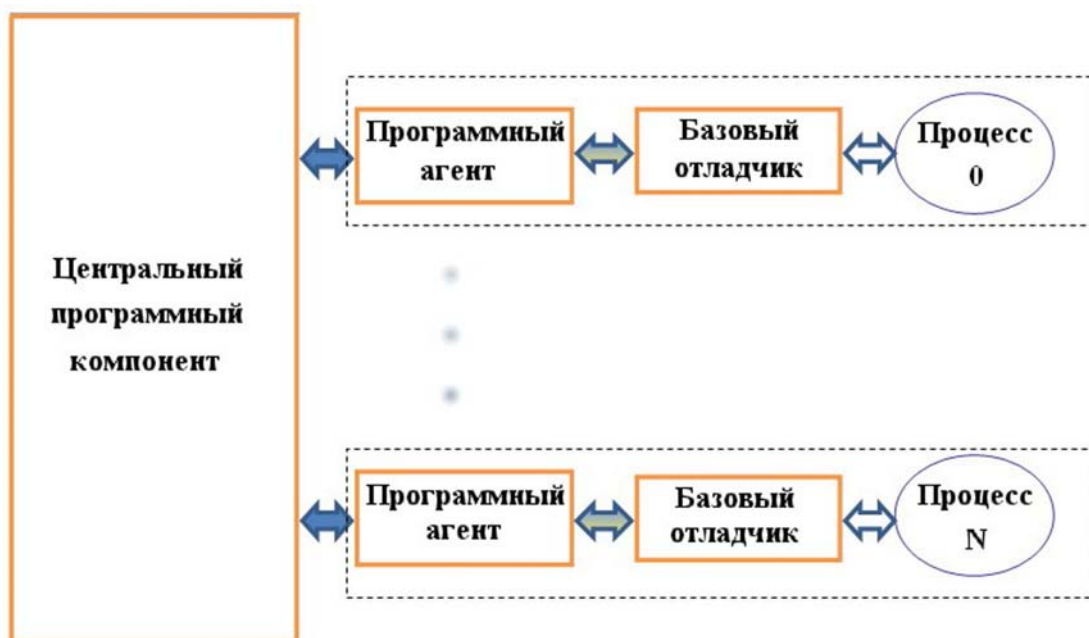 Центральный
программный
компонент
Программный
агент
Базовый
отладчик
Процесс
0
Программный
агент
Базовый
отладчик
Процесс
N